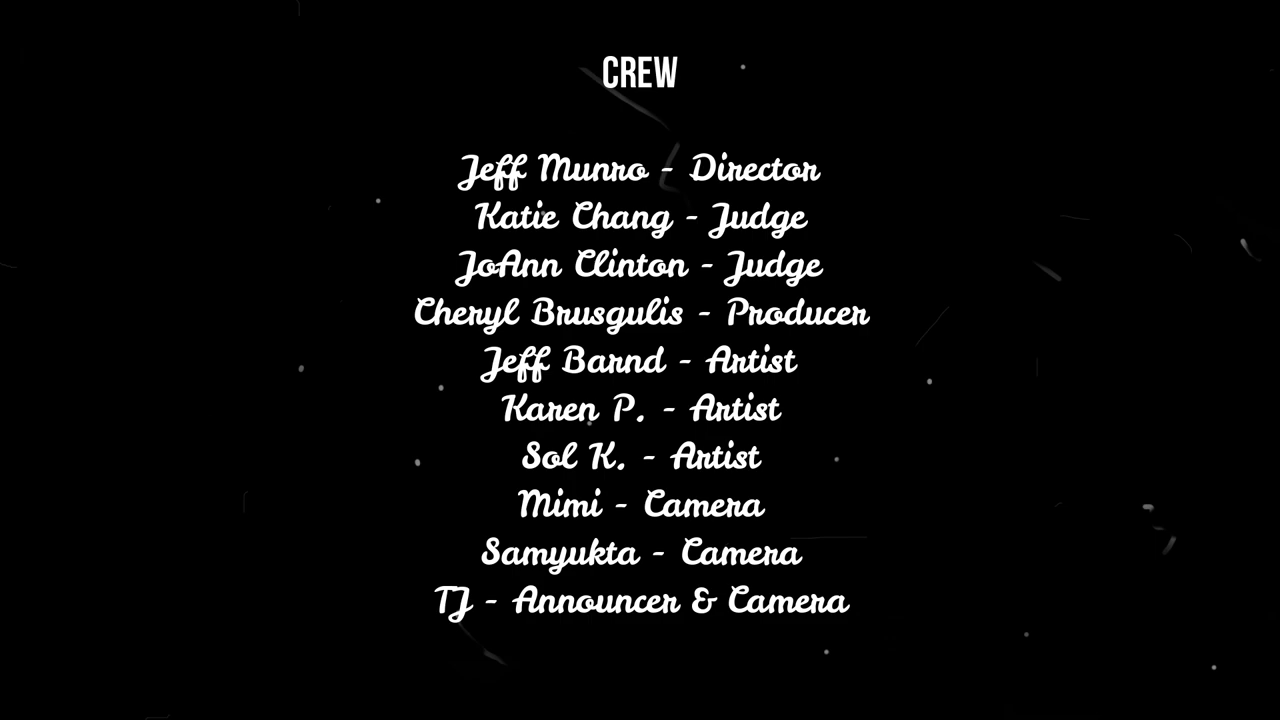 CREW
Jeff Munro - Director
Katie Chang - Judge
JoAnn Clinton - Judge
Cheryl Brusgulis - Producer
Jeff Barnd - Artist
Karen P. - Artist
Sol K. - Artist
Mimi - Camera
Samyukta - Camera
TJ - Announcer & Camera